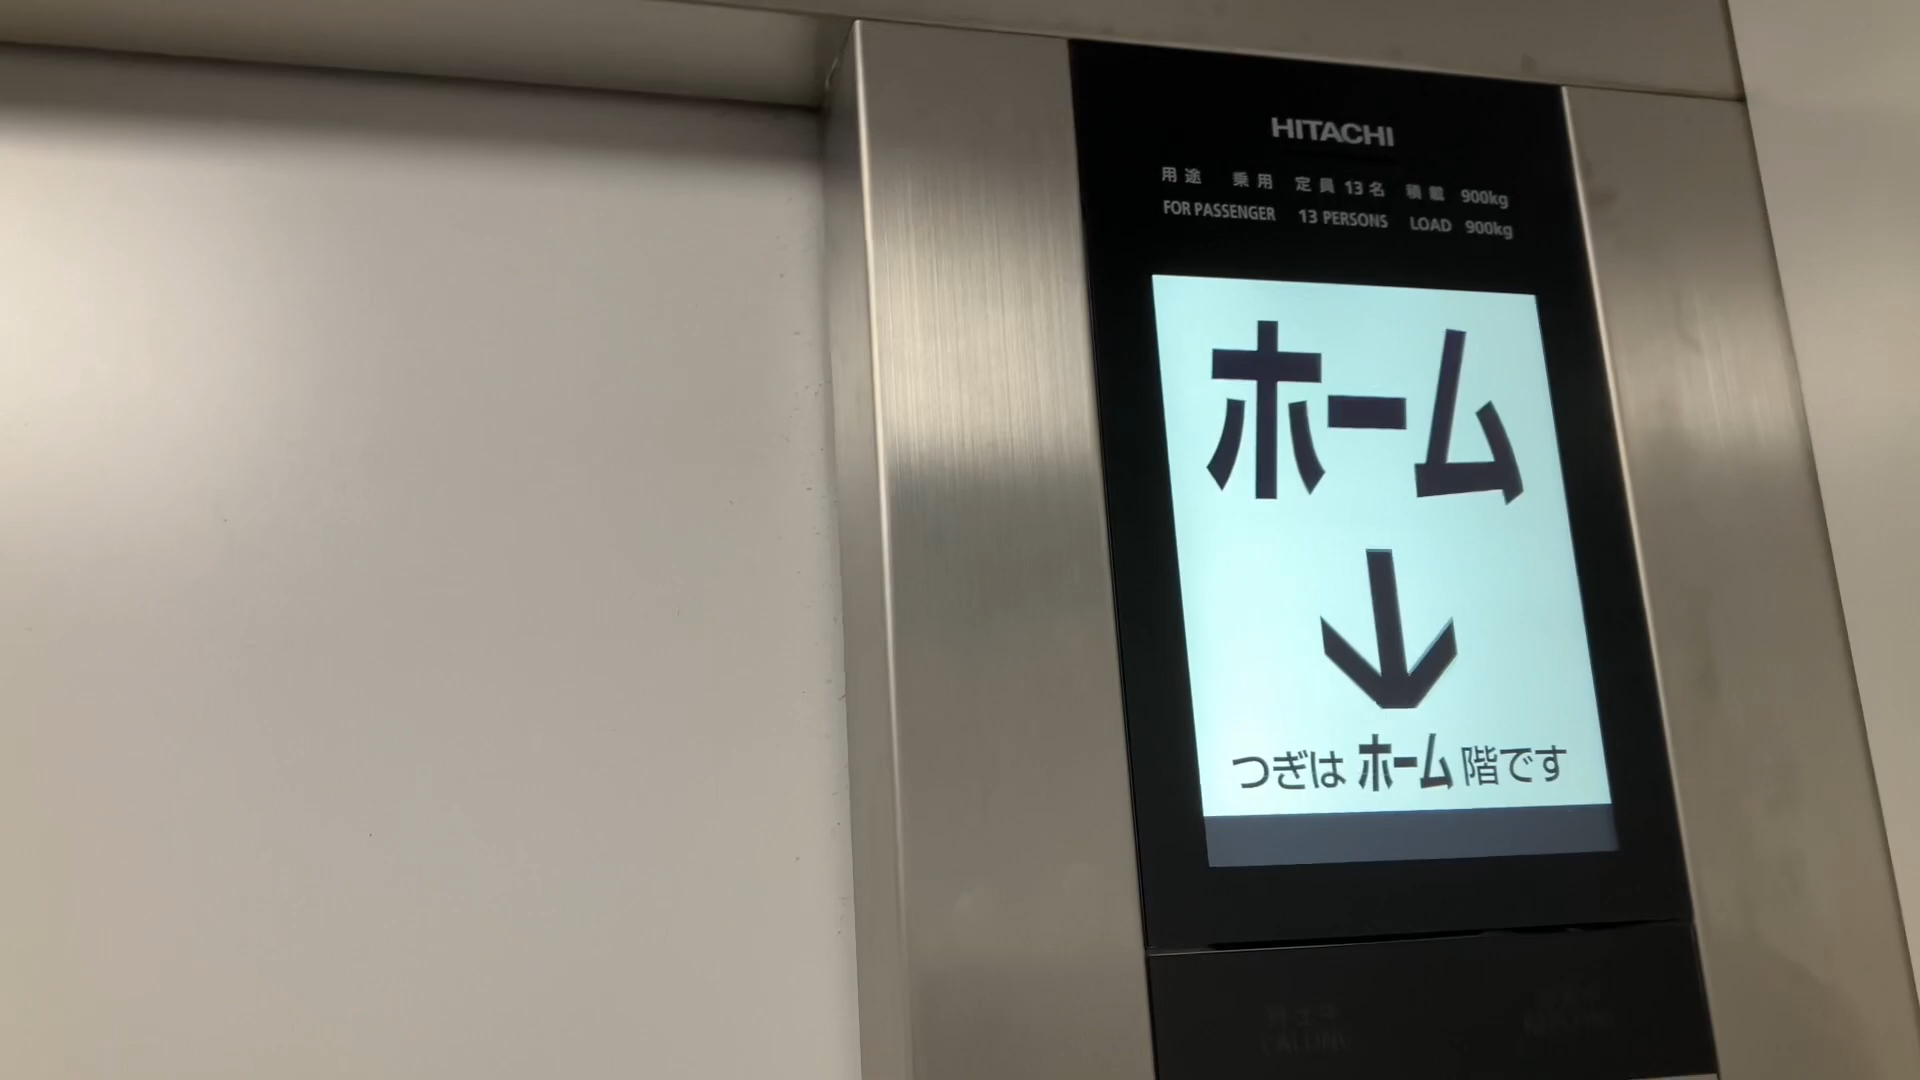 HITACHI
用途 乗用 定員 13名 積載 900kg
FOR PASSENGER 13 PERSONS LOAD 900kg
ホーム
↓
つぎは ホーム 階です